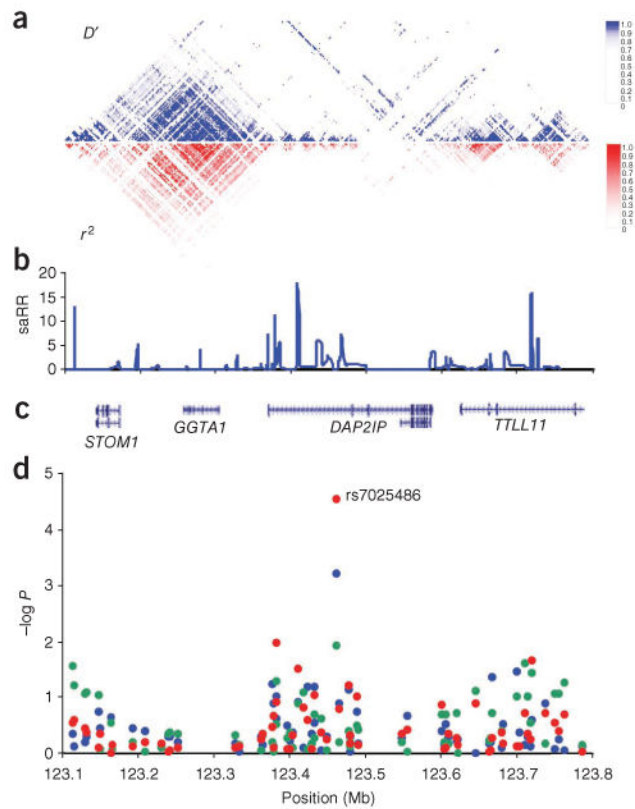 a
D′
1.0
0.9
0.8
0.7
0.6
0.5
0.4
0.3
0.2
0.1
0
1.0
0.9
0.8
0.7
0.6
0.5
0.4
0.3
0.2
0.1
0
r²
b
saRR
20
15
10
5
0
c
STOM1
GGTA1
DAP2IP
TTLL11
d
–log P
5
4
3
2
1
0
rs7025486
123.1 123.2 123.3 123.4 123.5 123.6 123.7 123.8
Position (Mb)